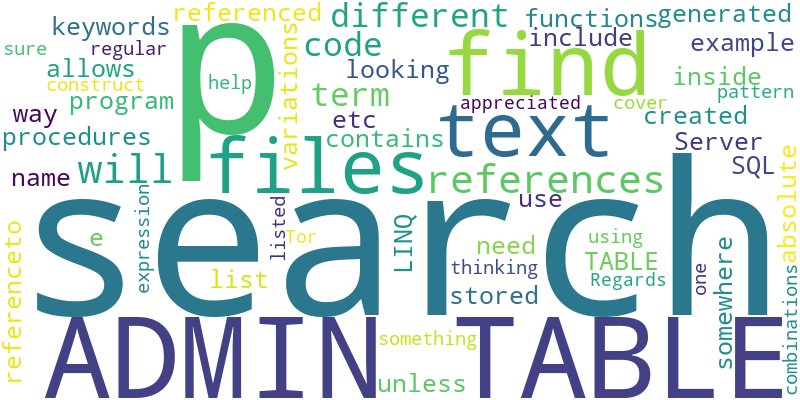 keywords
referenced
different
functions
generated
sure
regular
code
include
example
allows
help
variations
looking
find
inside
construct
program
term
appreciated
cover
pattern
way
p
etc
text
created
procedures
contains
Server
name
will
files
references
SQL
use
absolute
referenceto
expression
search
e
listed
Tor
LINQ
need
using
TABLE
list
thinking
Regards
one
somewhere
combinations
stored
ADMIN TABLE
something
unless